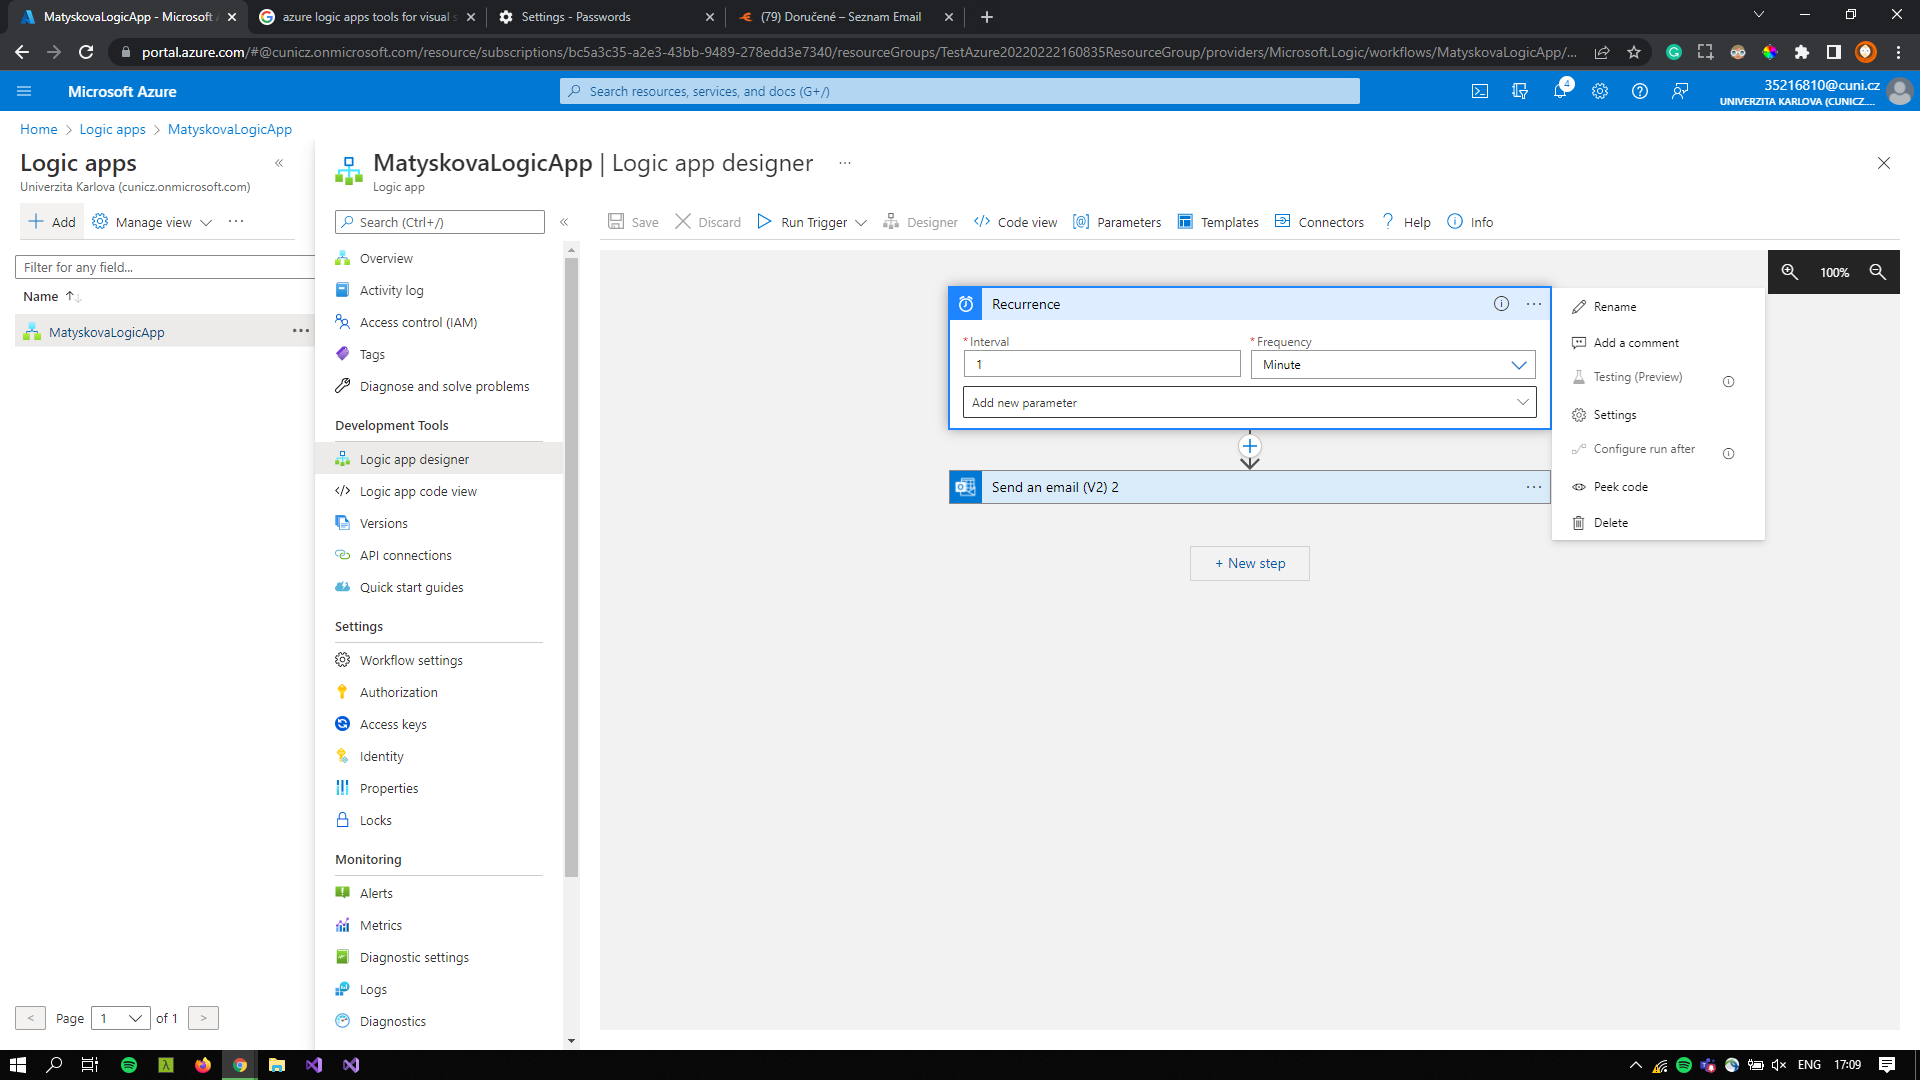 MatyskovaLogicApp - Microsoft A
azure logic apps tools for visual s
Settings - Passwords
(79) Doručené – Seznam Email
portal.azure.com/#@cunicz.onmicrosoft.com/resource/subscriptions/bc5a3c35-a2e3-43bb-9489-278edd3e7340/resourceGroups/TestAzure20220222160835ResourceGroup/providers/Microsoft.Logic/workflows/MatyskovaLogicApp/...
Microsoft Azure
Search resources, services, and docs (G+/)
4
35216810@cuni.cz
UNIVERZITA KARLOVA (CUNICZ....
Home > Logic apps > MatyskovaLogicApp
Logic apps
Univerzita Karlova (cunicz.onmicrosoft.com)
Add
Manage view
Filter for any field...
Name
MatyskovaLogicApp
< Page 1 of 1 >
MatyskovaLogicApp | Logic app designer
Logic app
Search (Ctrl+/)
Overview
Activity log
Access control (IAM)
Tags
Diagnose and solve problems
Development Tools
Logic app designer
Logic app code view
Versions
API connections
Quick start guides
Settings
Workflow settings
Authorization
Access keys
Identity
Properties
Locks
Monitoring
Alerts
Metrics
Diagnostic settings
Logs
Diagnostics
Save
Discard
Run Trigger
Designer
Code view
Parameters
Templates
Connectors
Help
Info
100%
Recurrence
* Interval
1
* Frequency
Minute
Add new parameter
Send an email (V2) 2
+ New step
Rename
Add a comment
Testing (Preview)
Settings
Configure run after
Peek code
Delete
ENG
17:09